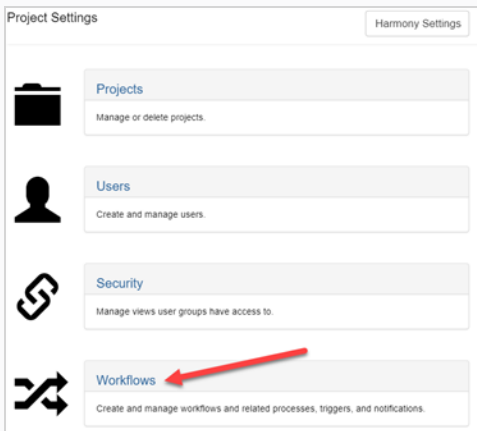 Project Settings
Harmony Settings
Projects
Manage or delete projects.
Users
Create and manage users.
Security
Manage views user groups have access to.
Workflows
Create and manage workflows and related processes, triggers, and notifications.